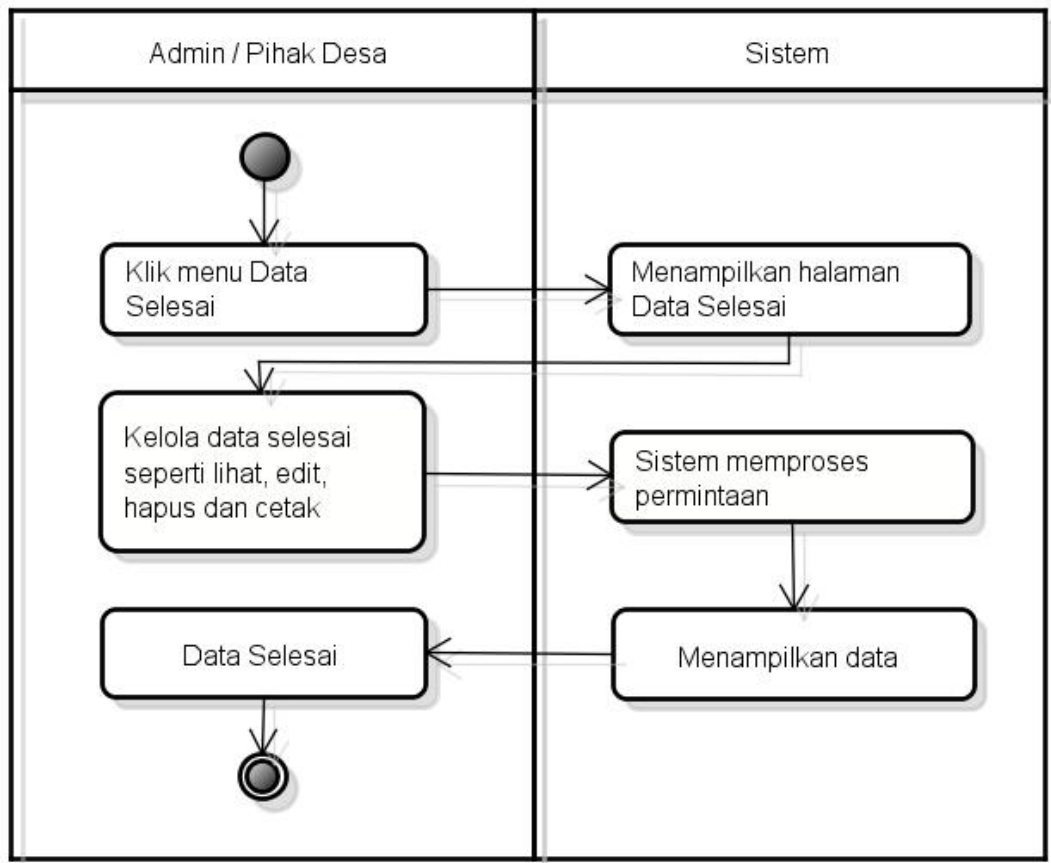 Admin / Pihak Desa
Sistem
Klik menu Data
Selesai
Menampilkan halaman
Data Selesai
Kelola data selesai
seperti lihat, edit,
hapus dan cetak
Sistem memproses
permintaan
Data Selesai
Menampilkan data